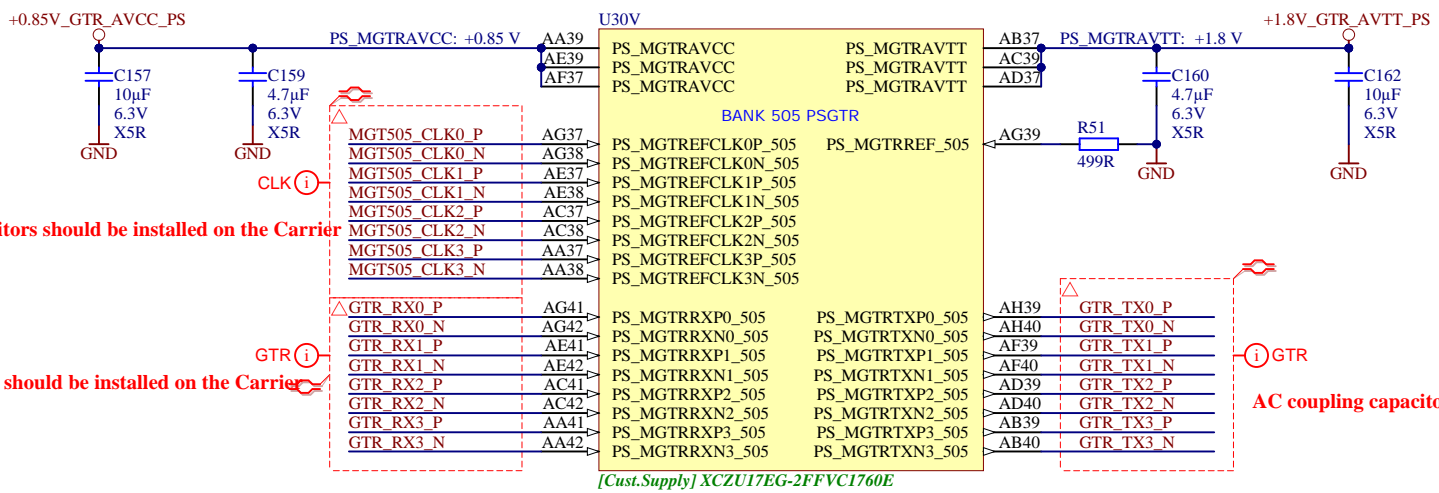 +0.85V_GTR_AVCC_PS
U30V
+1.8V_GTR_AVTT_PS
PS_MGTRAVCC: +0.85 V
AA39
PS_MGTRAVCC
PS_MGTRAVTT
AB37
PS_MGTRAVTT: +1.8 V
AE39
PS_MGTRAVCC
PS_MGTRAVTT
AC39
AF37
PS_MGTRAVCC
PS_MGTRAVTT
AD37
C157
10µF
6.3V
X5R
GND
C159
4.7µF
6.3V
X5R
GND
C160
4.7µF
6.3V
X5R
GND
C162
10µF
6.3V
X5R
GND
BANK 505 PSGTR
MGT505_CLK0_P AG37 PS_MGTREFCLK0P_505
PS_MGTRREF_505 AG39 R51 499R
MGT505_CLK0_N AG38 PS_MGTREFCLK0N_505
MGT505_CLK1_P AE37 PS_MGTREFCLK1P_505
CLK i
MGT505_CLK1_N AE38 PS_MGTREFCLK1N_505
MGT505_CLK2_P AC37 PS_MGTREFCLK2P_505
itors should be installed on the Carrier
MGT505_CLK2_N AC38 PS_MGTREFCLK2N_505
MGT505_CLK3_P AA37 PS_MGTREFCLK3P_505
MGT505_CLK3_N AA38 PS_MGTREFCLK3N_505
GTR_RX0_P AG41 PS_MGTRRXP0_505 PS_MGTRTXP0_505 AH39 GTR_TX0_P
GTR_RX0_N AG42 PS_MGTRRXN0_505 PS_MGTRTXN0_505 AH40 GTR_TX0_N
GTR i
GTR_RX1_P AE41 PS_MGTRRXP1_505 PS_MGTRTXP1_505 AF39 GTR_TX1_P
i GTR
GTR_RX1_N AE42 PS_MGTRRXN1_505 PS_MGTRTXN1_505 AF40 GTR_TX1_N
should be installed on the Carrier
GTR_RX2_P AC41 PS_MGTRRXP2_505 PS_MGTRTXP2_505 AD39 GTR_TX2_P
GTR_RX2_N AC42 PS_MGTRRXN2_505 PS_MGTRTXN2_505 AD40 GTR_TX2_N
AC coupling capacito
GTR_RX3_P AA41 PS_MGTRRXP3_505 PS_MGTRTXP3_505 AB39 GTR_TX3_P
GTR_RX3_N AA42 PS_MGTRRXN3_505 PS_MGTRTXN3_505 AB40 GTR_TX3_N
[Cust.Supply] XCZU17EG-2FFVC1760E